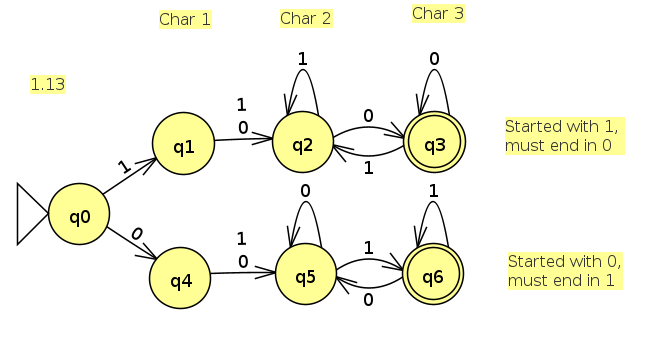 Char 1
Char 2
Char 3
1.13
1
0
1
0
1
0
1
q0
q1
q2
q3
Started with 1,
must end in 0
0
1
0
0
1
1
0
q4
q5
q6
Started with 0,
must end in 1